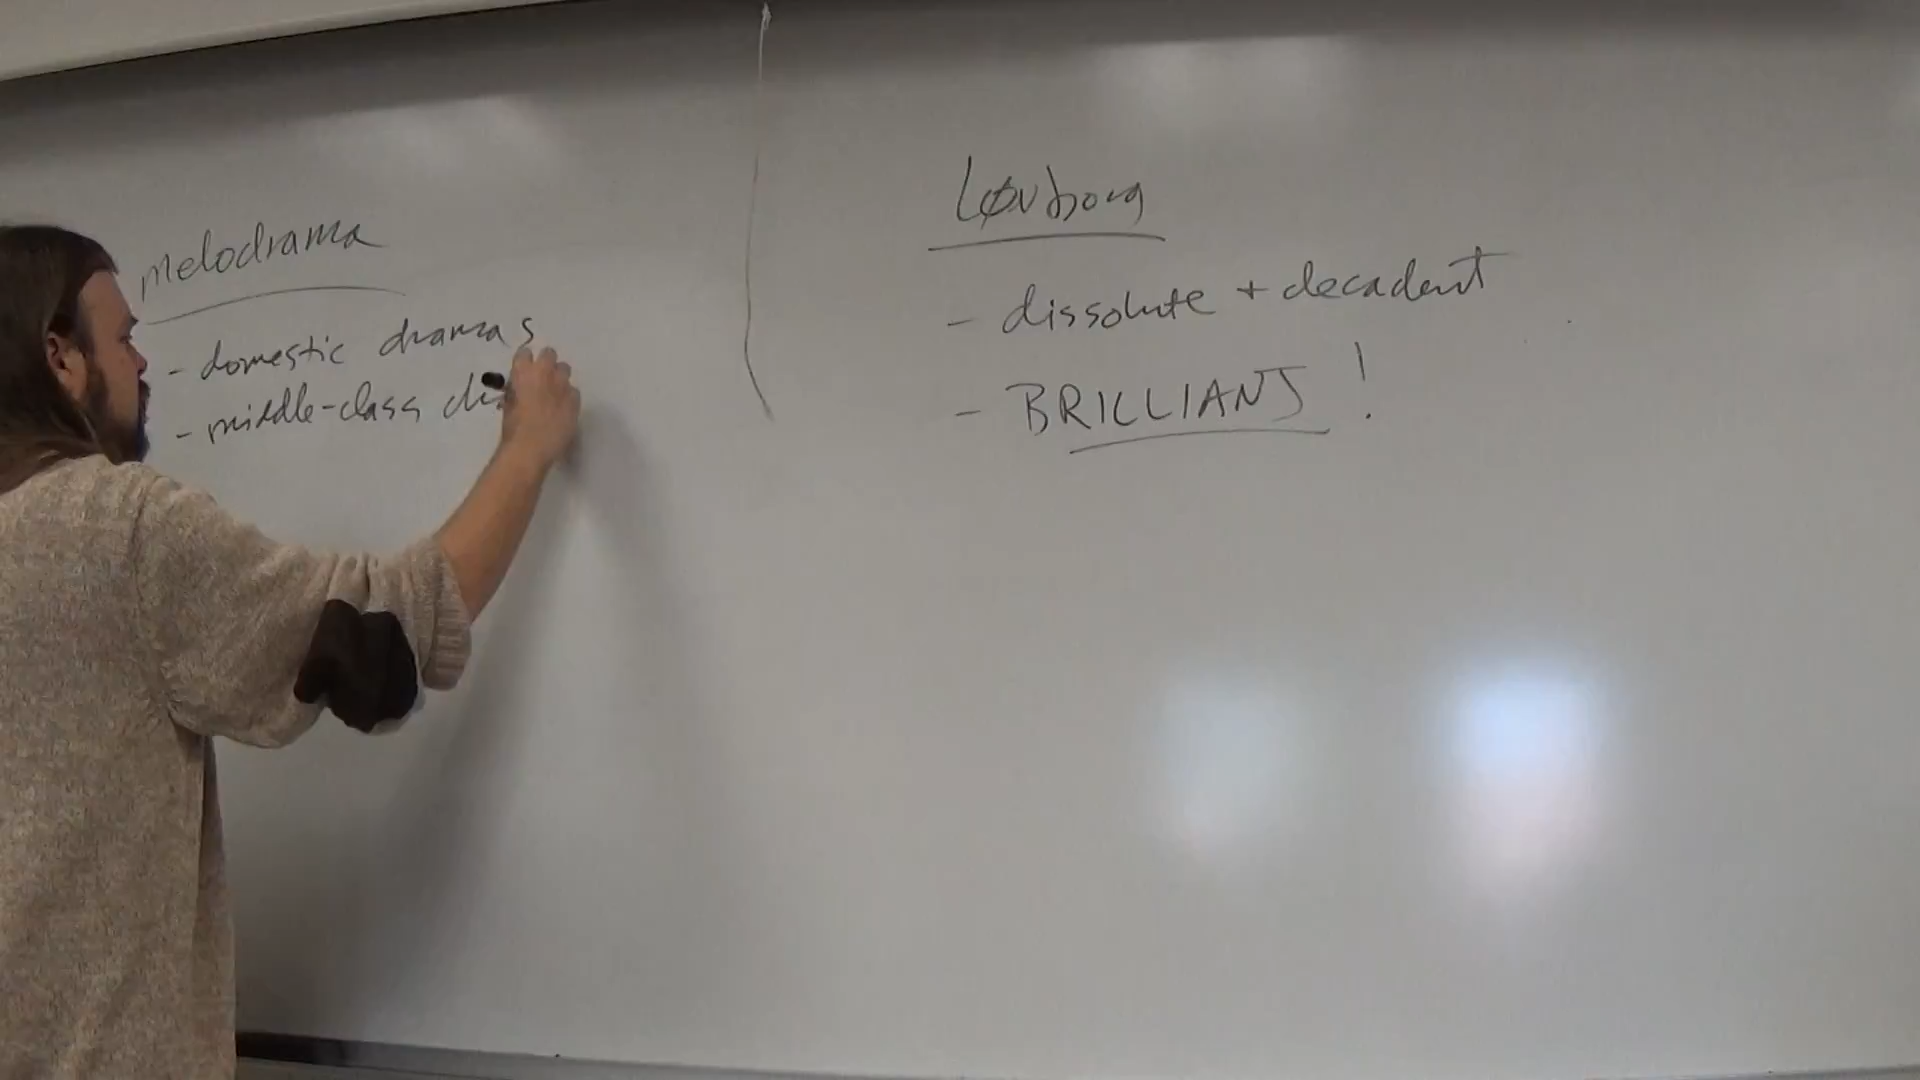 melodrama
- domestic dramas
- middle-class
Løvborg
- dissolute + decadent
- BRILLIANT !